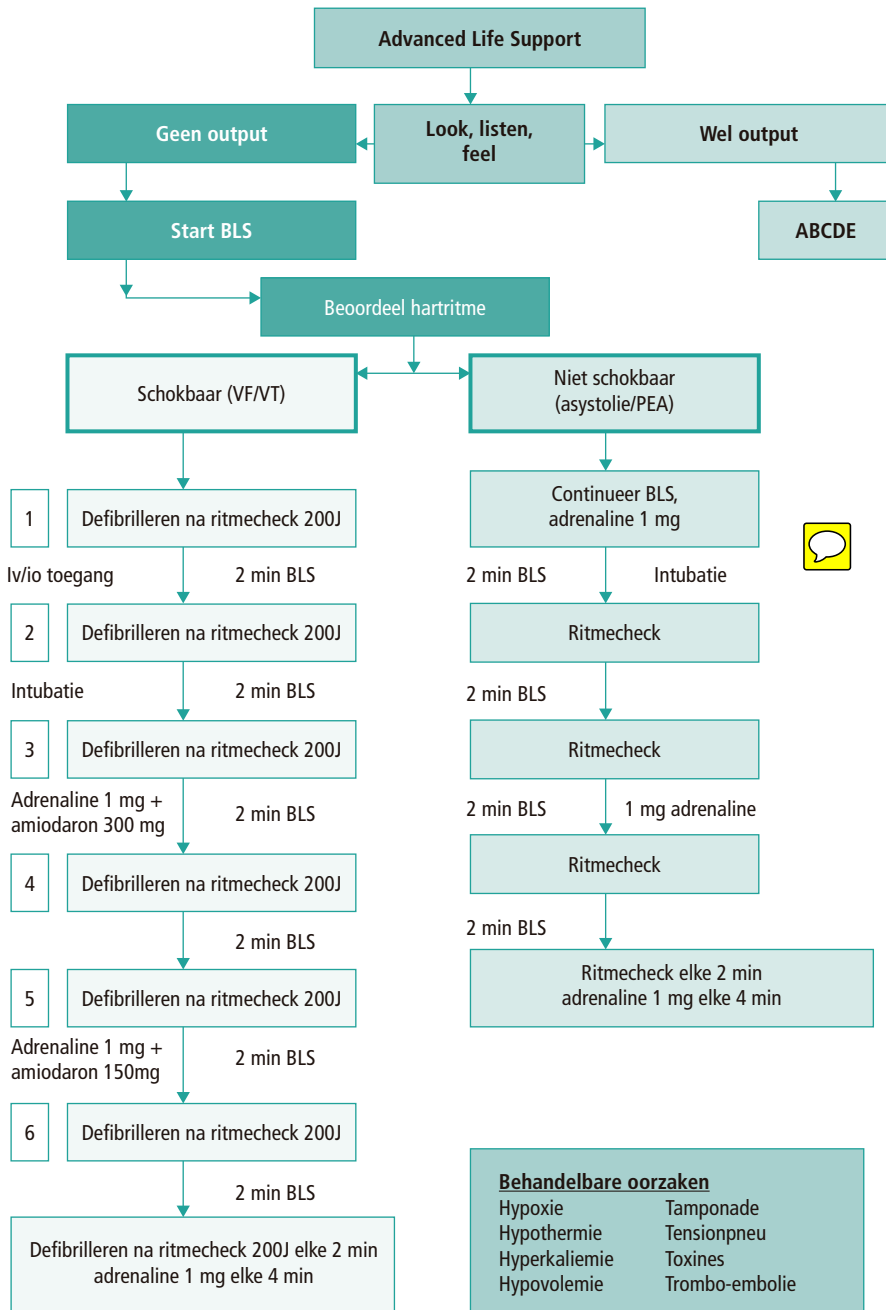 Advanced Life Support
Geen output
Look, listen,
feel
Wel output
Start BLS
ABCDE
Beoordeel hartritme
Schokbaar (VF/VT)
Niet schokbaar
(asystolie/PEA)
1
Defibrilleren na ritmecheck 200J
Iv/io toegang
2 min BLS
2
Defibrilleren na ritmecheck 200J
Intubatie
2 min BLS
3
Defibrilleren na ritmecheck 200J
Adrenaline 1 mg +
amiodaron 300 mg
2 min BLS
4
Defibrilleren na ritmecheck 200J
2 min BLS
5
Defibrilleren na ritmecheck 200J
Adrenaline 1 mg +
amiodaron 150mg
2 min BLS
6
Defibrilleren na ritmecheck 200J
2 min BLS
Defibrilleren na ritmecheck 200J elke 2 min
adrenaline 1 mg elke 4 min
Continueer BLS,
adrenaline 1 mg
2 min BLS
Intubatie
Ritmecheck
2 min BLS
Ritmecheck
2 min BLS
1 mg adrenaline
Ritmecheck
2 min BLS
Ritmecheck elke 2 min
adrenaline 1 mg elke 4 min
Behandelbare oorzaken
Hypoxie Tamponade
Hypothermie Tensionpneu
Hyperkaliemie Toxines
Hypovolemie Trombo-embolie